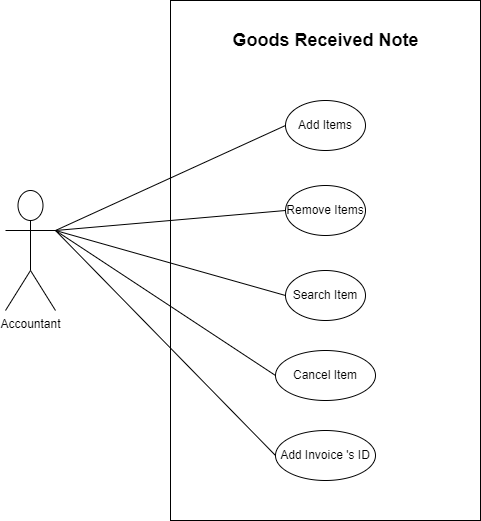 Goods Received Note
Add Items
Remove Items
Search Item
Cancel Item
Add Invoice 's ID
Accountant